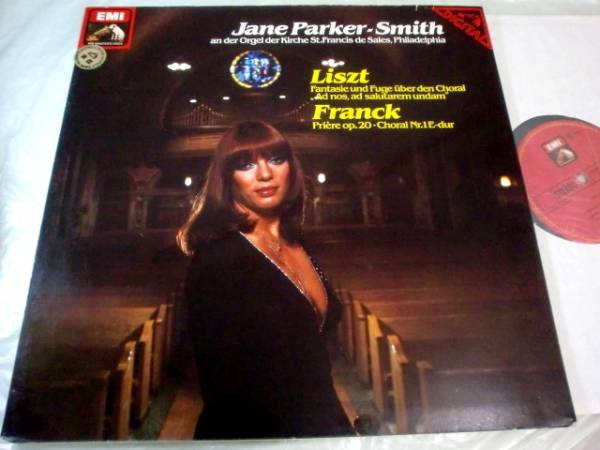 EMI
Jane Parker-Smith
an der Orgel der Kirche St.Francis de Sales, Philadelphia
DIGITAL
Liszt
Fantasie und Fuge über den Choral
„Ad nos, ad salutarem undam"
Franck
Prière op.20 · Choral Nr.1 E-dur
EMI